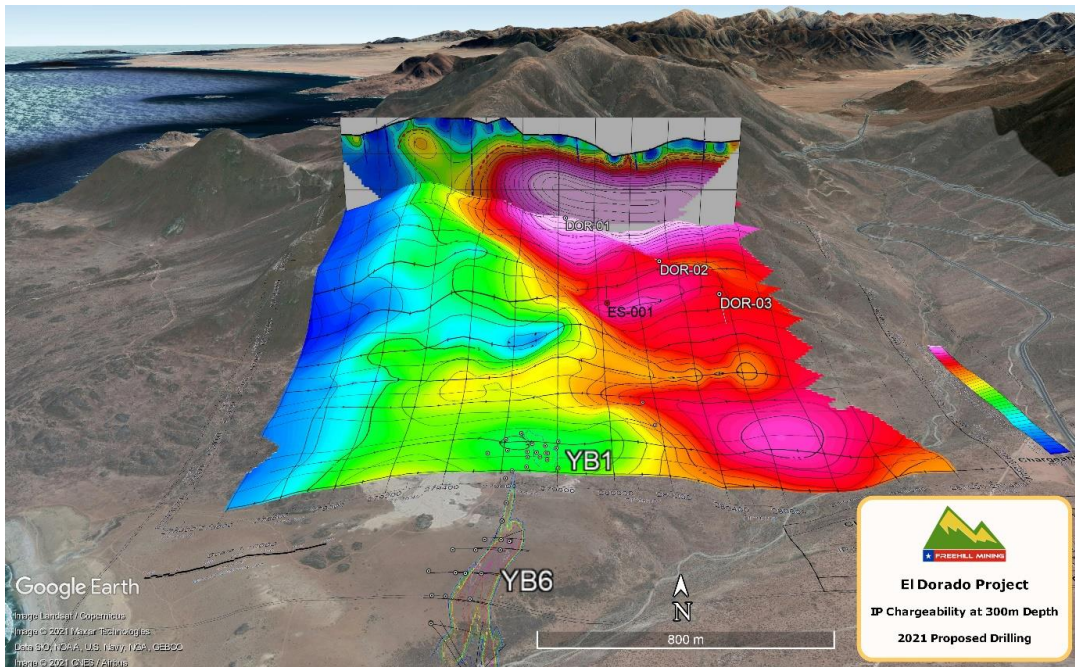 DOR-01
DOR-02
DOR-03
ES-001
YB1
YB6
Google Earth
Image Landsat / Copernicus
Image © 2021 Maxar Technologies
Data SIO, NOAA, U.S. Navy, NGA, GEBCO
Image © 2021 CNES / Airbus
N
800 m
FREEHILL MINING
El Dorado Project
IP Chargeability at 300m Depth
2021 Proposed Drilling